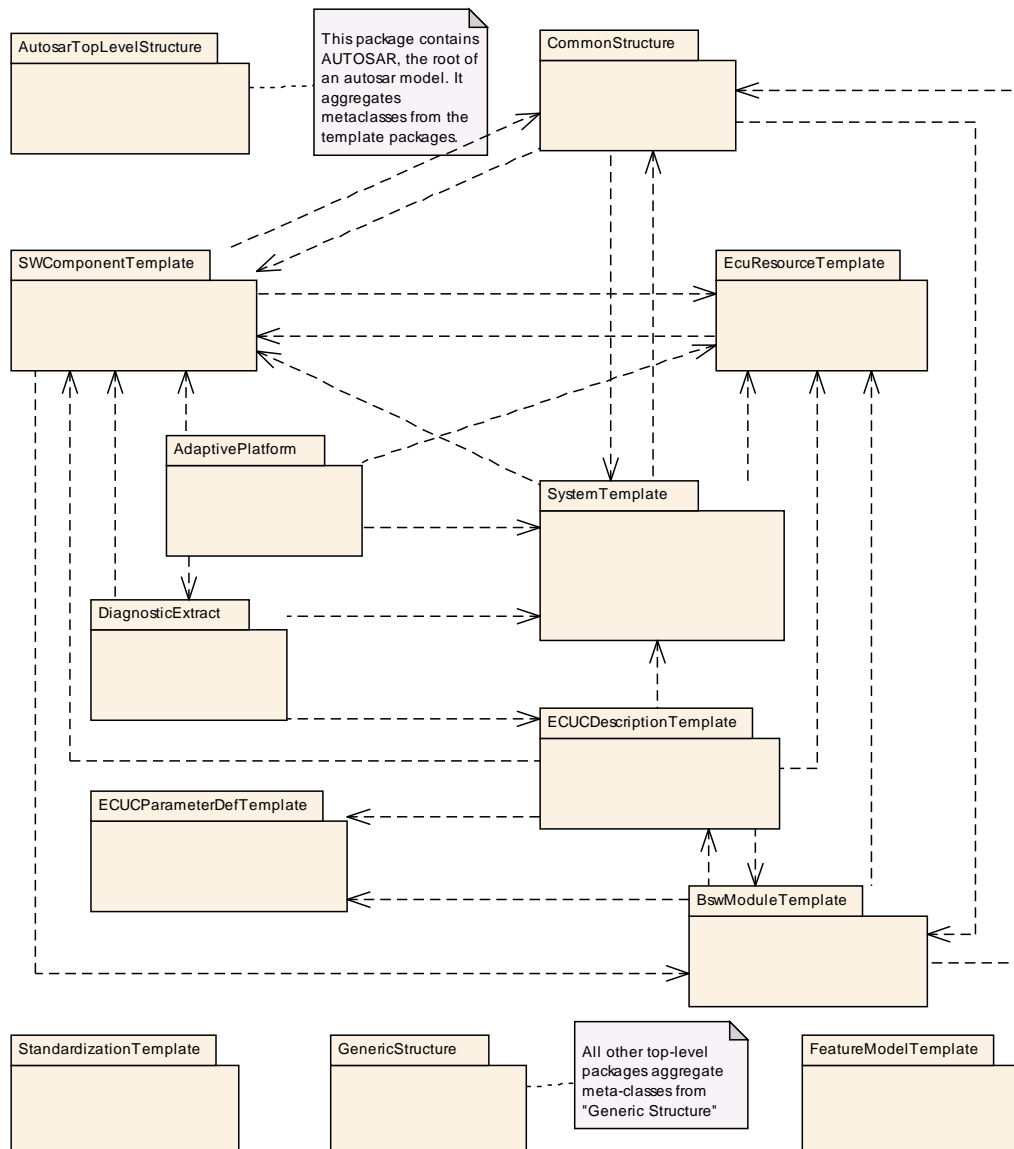 AutosarTopLevelStructure
This package contains
AUTOSAR, the root of
an autosar model. It
aggregates
metaclasses from the
template packages.
CommonStructure
SWComponentTemplate
EcuResourceTemplate
AdaptivePlatform
SystemTemplate
DiagnosticExtract
ECUCDescriptionTemplate
ECUCParameterDefTemplate
BswModuleTemplate
StandardizationTemplate
GenericStructure
All other top-level
packages aggregate
meta-classes from
"Generic Structure"
FeatureModelTemplate